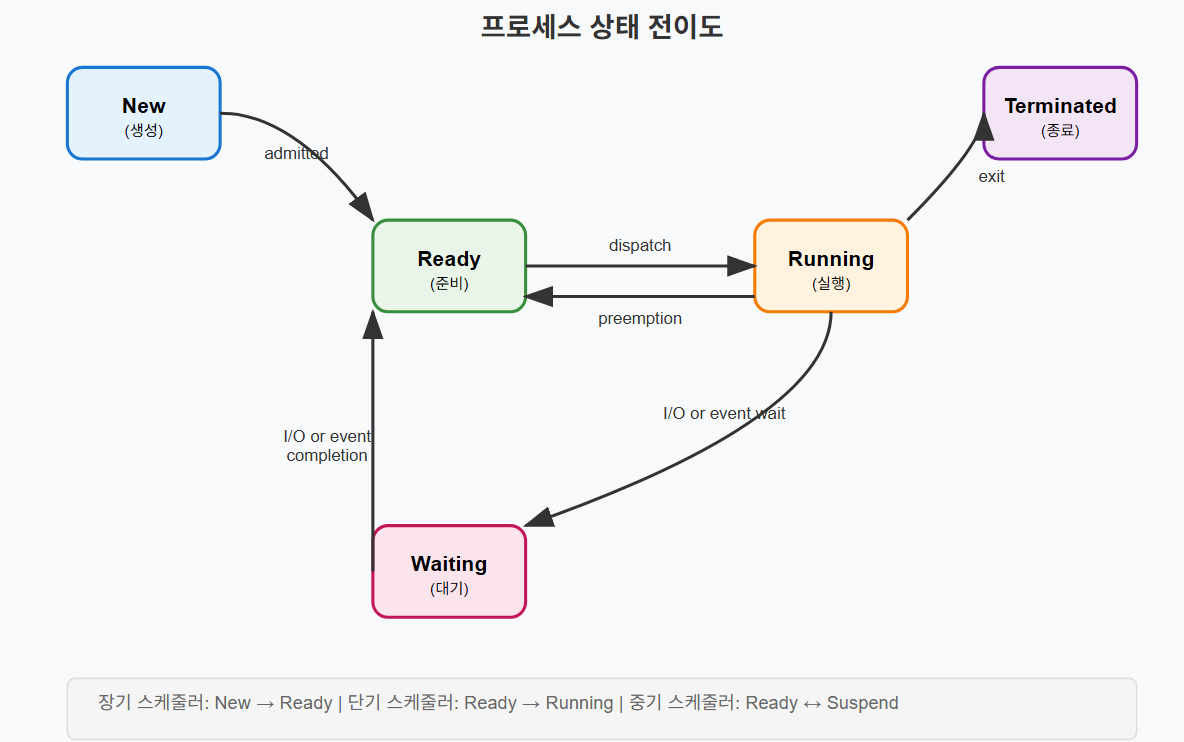 프로세스 상태 전이도
New
(생성)
Terminated
(종료)
admitted
exit
Ready
(준비)
dispatch
Running
(실행)
preemption
I/O or event wait
I/O or event
completion
Waiting
(대기)
장기 스케줄러: New → Ready | 단기 스케줄러: Ready → Running | 중기 스케줄러: Ready ↔ Suspend